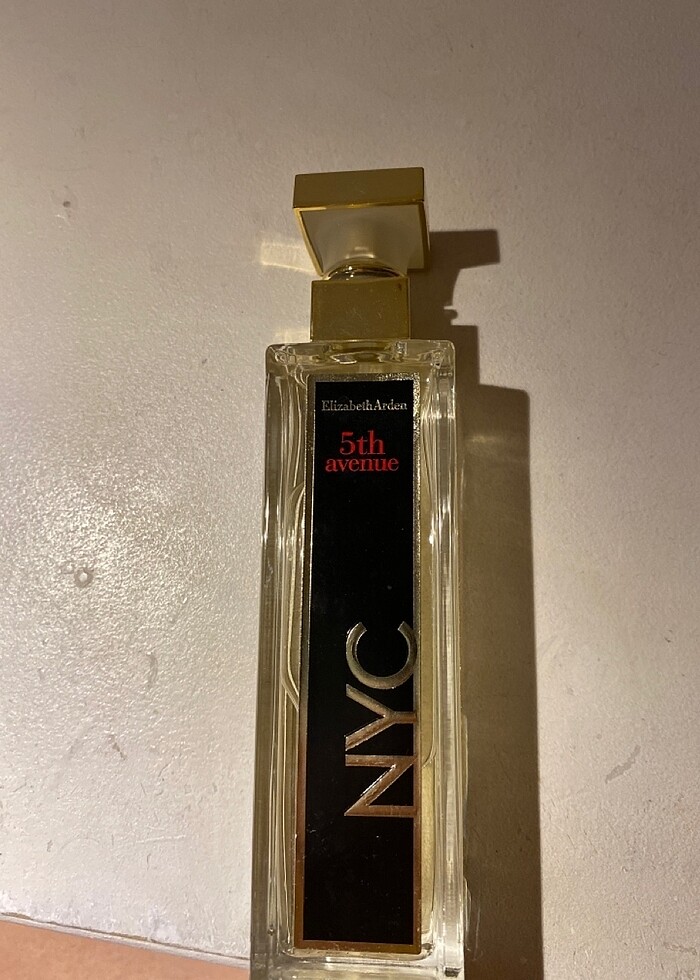 ElizabethArden
5th
avenue
NYC